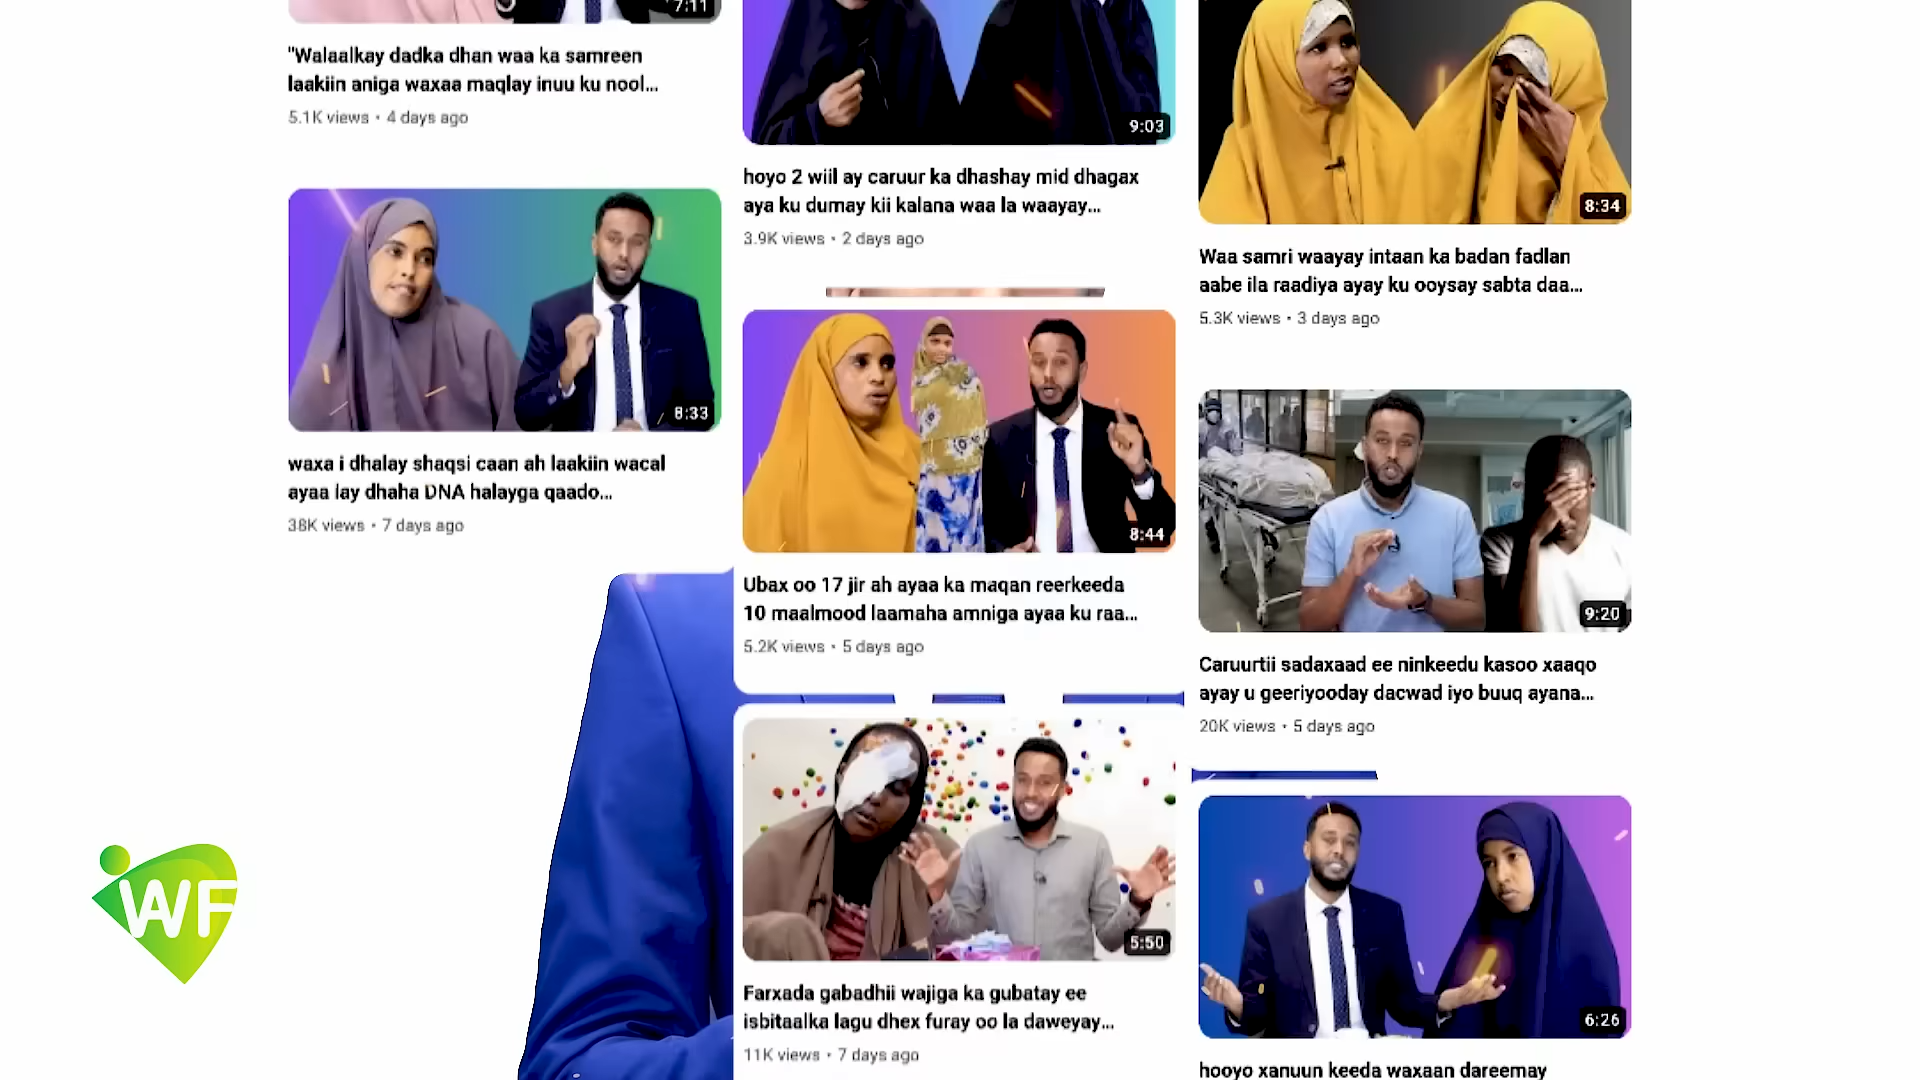 7:11
"Walaalkay dadka dhan waa ka samreen
laakiin aniga waxaa maqlay inuu ku nool...
5.1K views • 4 days ago
8:33
waxa i dhalay shaqsi caan ah laakiin wacal
ayaa lay dhaha DNA halayga qaado...
38K views • 7 days ago
WF
9:03
hoyo 2 wiil ay caruur ka dhashay mid dhagax
aya ku dumay kii kalana waa la waayay...
3.9K views • 2 days ago
8:44
Ubax oo 17 jir ah ayaa ka maqan reerkeeda
10 maalmood laamaha amniga ayaa ku raa...
5.2K views • 5 days ago
5:50
Farxada gabadhii wajiga ka gubatay ee
isbitaalka lagu dhex furay oo la daweyay...
11K views • 7 days ago
8:34
Waa samri waayay intaan ka badan fadlan
aabe ila raadiya ayay ku ooysay sabta daa...
5.3K views • 3 days ago
9:20
Caruurtii sadaxaad ee ninkeedu kasoo xaaqo
ayay u geeriyooday dacwad iyo buuq ayana...
20K views • 5 days ago
6:26
hooyo xanuun keeda waxaan dareemay